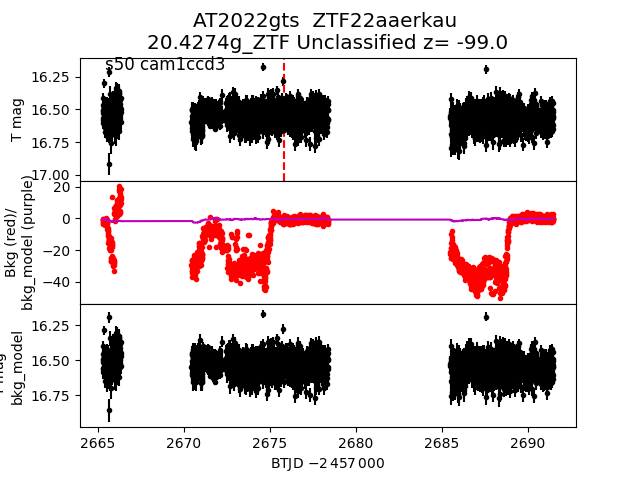 AT2022gts  ZTF22aaerkau
20.4274g_ZTF Unclassified z= -99.0
s50 cam1ccd3
T mag
16.25
16.50
16.75
17.00
Bkg (red)/
bkg_model (purple)
20
0
−20
−40
bkg_model
16.25
16.50
16.75
2665
2670
2675
2680
2685
2690
BTJD −2 457 000